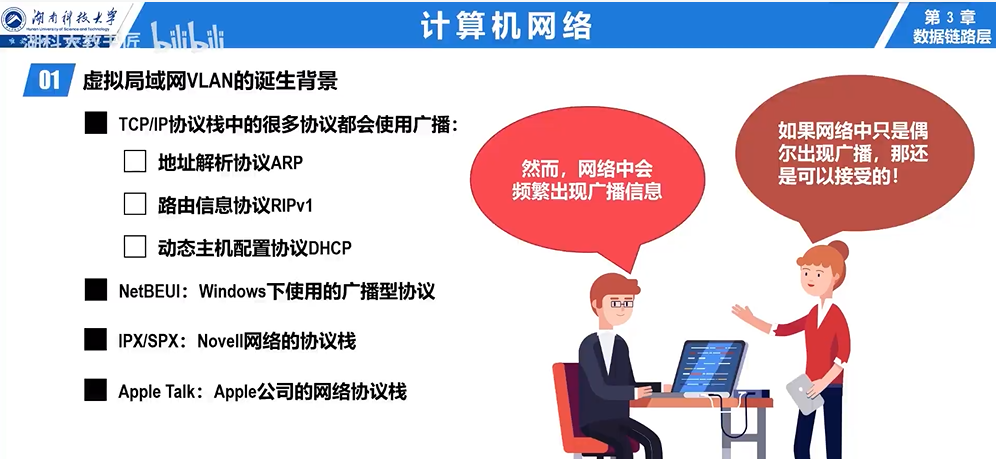 湖南科技大学
Hunan University of Science and Technology
湖科大教书匠 bilibili
计算机网络
第 3 章
数据链路层
01 虚拟局域网VLAN的诞生背景
TCP/IP协议栈中的很多协议都会使用广播：
地址解析协议ARP
路由信息协议RIPv1
动态主机配置协议DHCP
NetBEUI：Windows下使用的广播型协议
IPX/SPX：Novell网络的协议栈
Apple Talk：Apple公司的网络协议栈
然而，网络中会
频繁出现广播信息
如果网络中只是偶
尔出现广播，那还
是可以接受的！